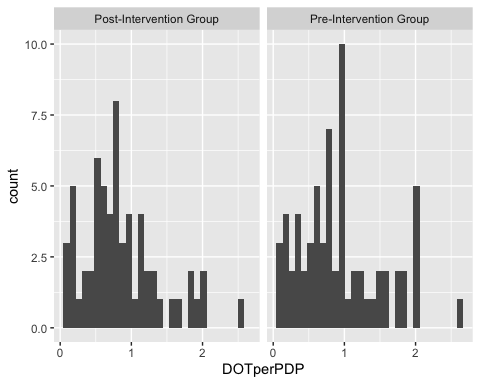 Post-Intervention Group
Pre-Intervention Group
10.0
7.5
5.0
2.5
0.0
count
0 1 2
0 1 2
DOTperPDP